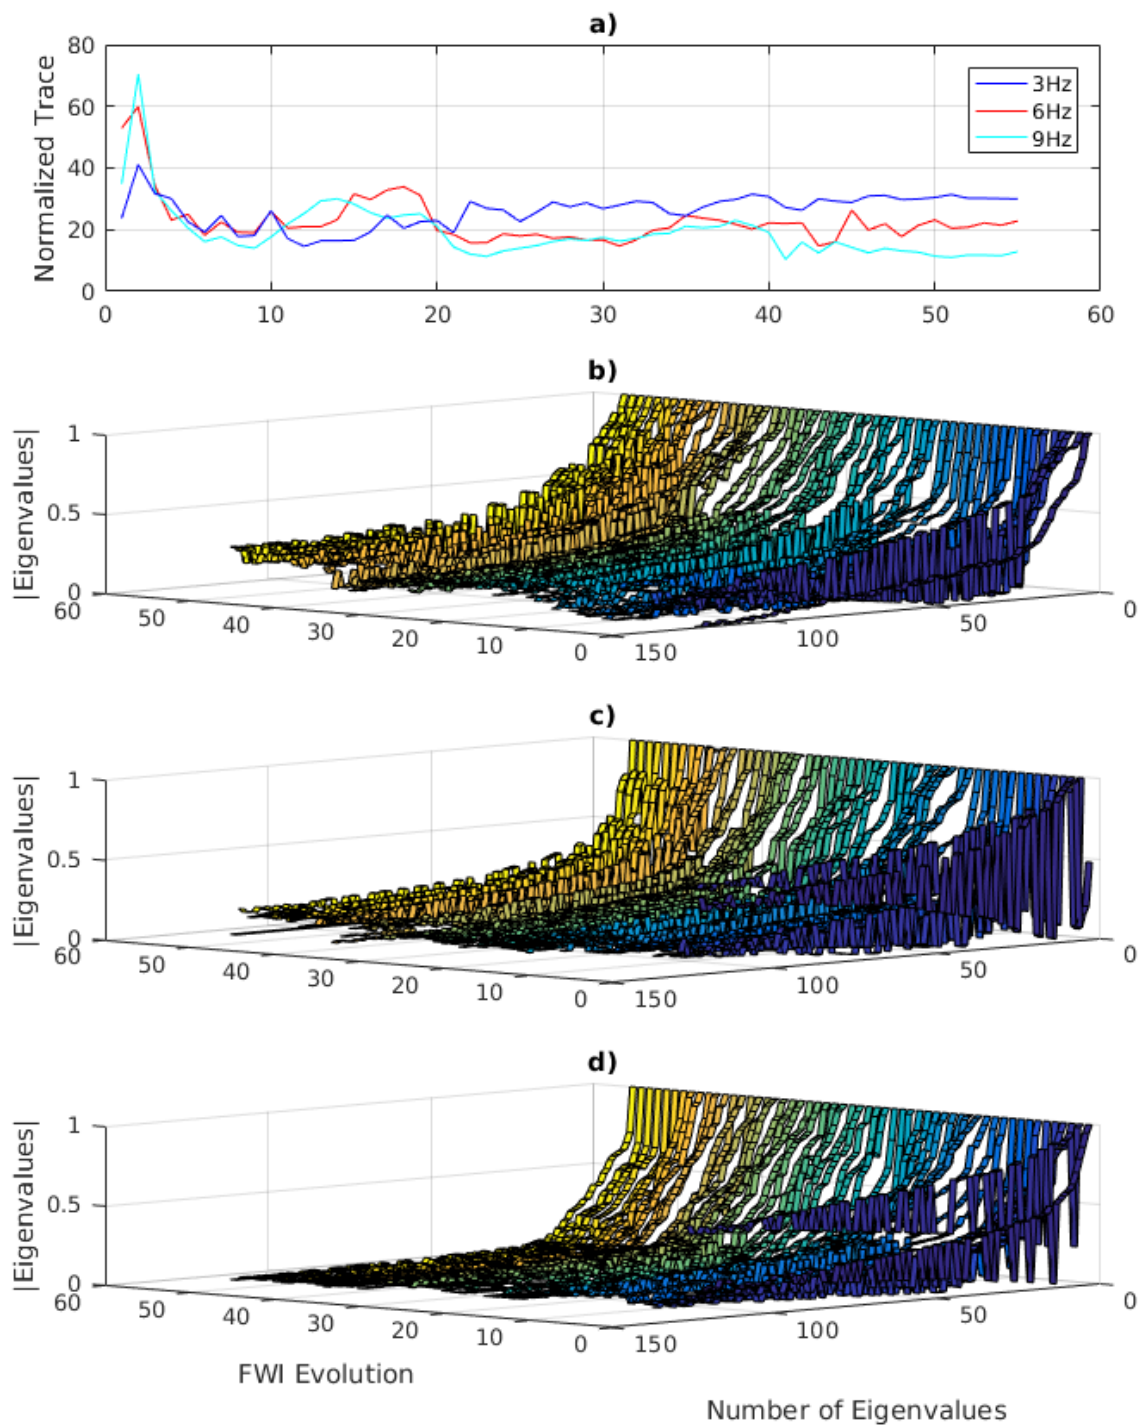 a)
Normalized Trace
80
60
40
20
0
0 10 20 30 40 50 60
3Hz
6Hz
9Hz
b)
|Eigenvalues|
1
0.5
0
60 50 40 30 20 10 0
150 100 50 0
c)
|Eigenvalues|
1
0.5
0
60 50 40 30 20 10 0
150 100 50 0
d)
|Eigenvalues|
1
0.5
0
60 50 40 30 20 10 0
150 100 50 0
FWI Evolution
Number of Eigenvalues